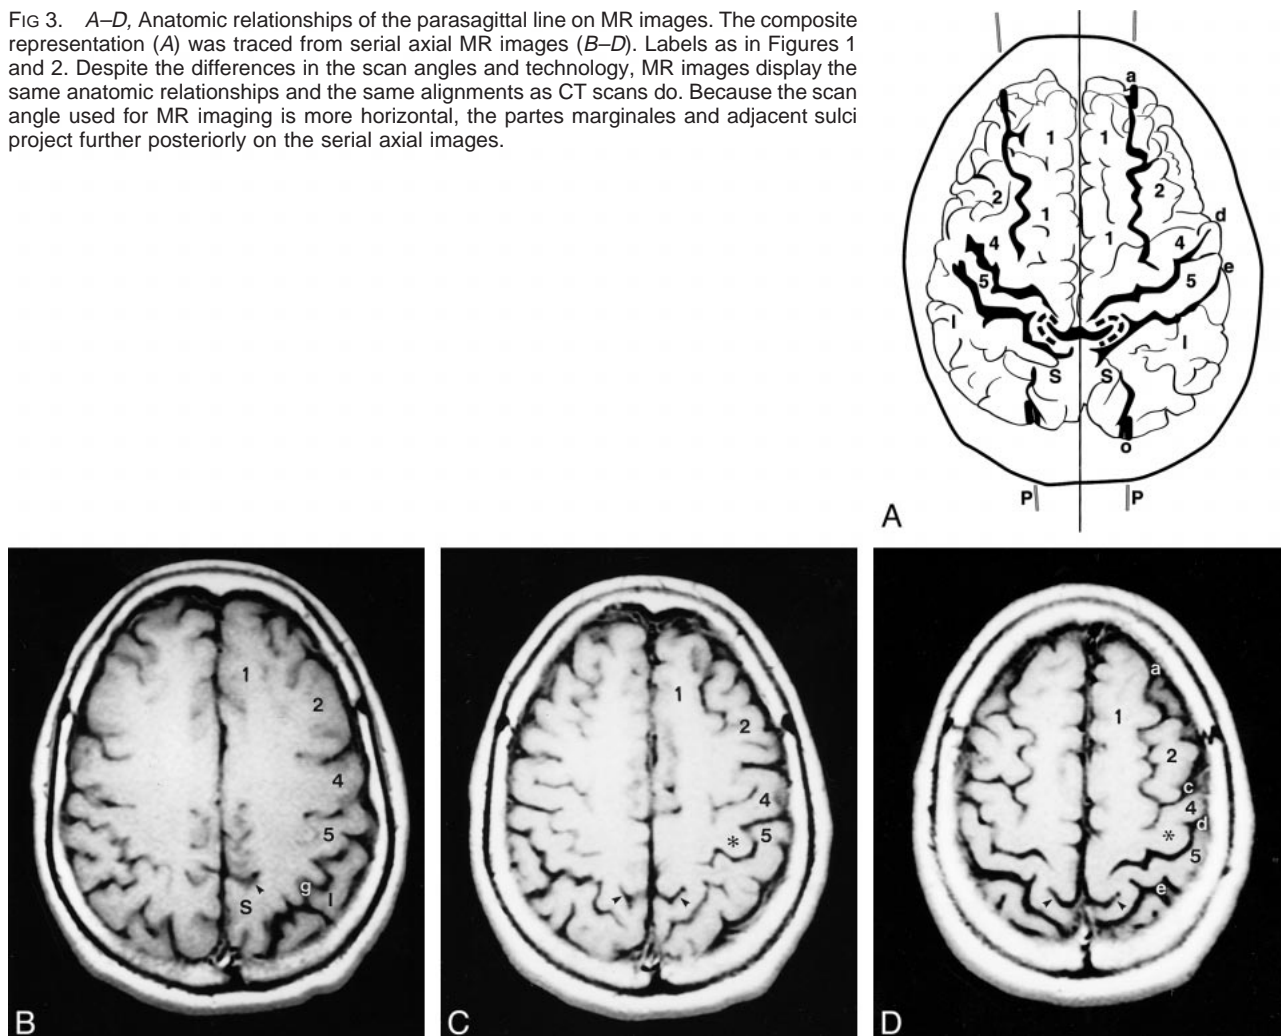 FIG 3. A–D, Anatomic relationships of the parasagittal line on MR images. The composite
representation (A) was traced from serial axial MR images (B–D). Labels as in Figures 1
and 2. Despite the differences in the scan angles and technology, MR images display the
same anatomic relationships and the same alignments as CT scans do. Because the scan
angle used for MR imaging is more horizontal, the partes marginales and adjacent sulci
project further posteriorly on the serial axial images.
a
1 1
2 2
1 1
d
4 4
e
5 5
I I
S S
o
P P
A
1
2
4
5
g I
S
B
1
2
4
* 5
C
a
1
2
c
4
* d
5
e
D